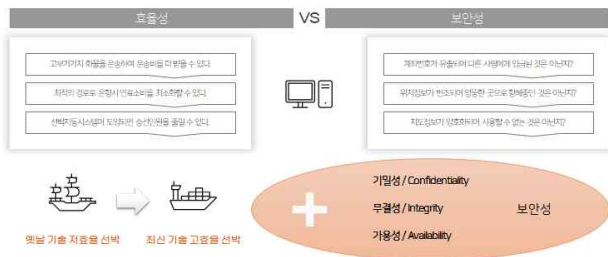 효율성 VS 보안성
고부가가치 화물을 운송하여 운송비를 더 받을 수 있다.
최적의 경로로 운항시 연료소비를 최소화할 수 있다.
선박자동시스템이 도입되면 승선인원을 줄일 수 있다.
계좌번호가 유출되어 다른 사람에게 입금된 것은 아닌지?
위치정보가 변조되어 엉뚱한 곳으로 항해중인 것은 아닌지?
지도정보가 암호화되어 사용할 수 없는 것은 아닌지?
옛날 기술 저효율 선박
최신 기술 고효율 선박
기밀성 / Confidentiality
무결성 / Integrity
가용성 / Availability
보안성